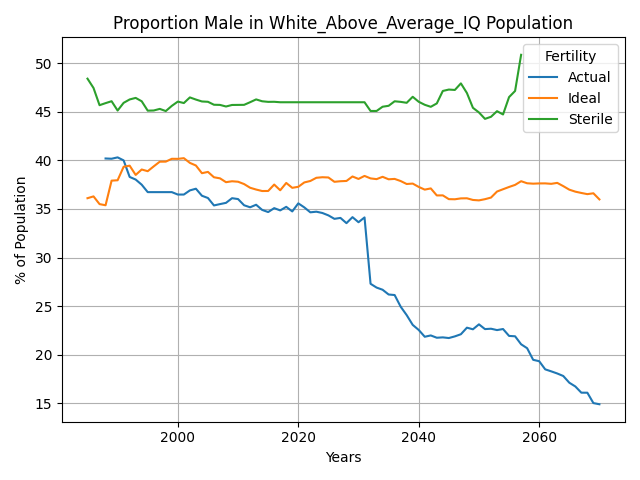 Proportion Male in White_Above_Average_IQ Population
% of Population
50
45
40
35
30
25
20
15
2000
2020
2040
2060
Years
Fertility
Actual
Ideal
Sterile